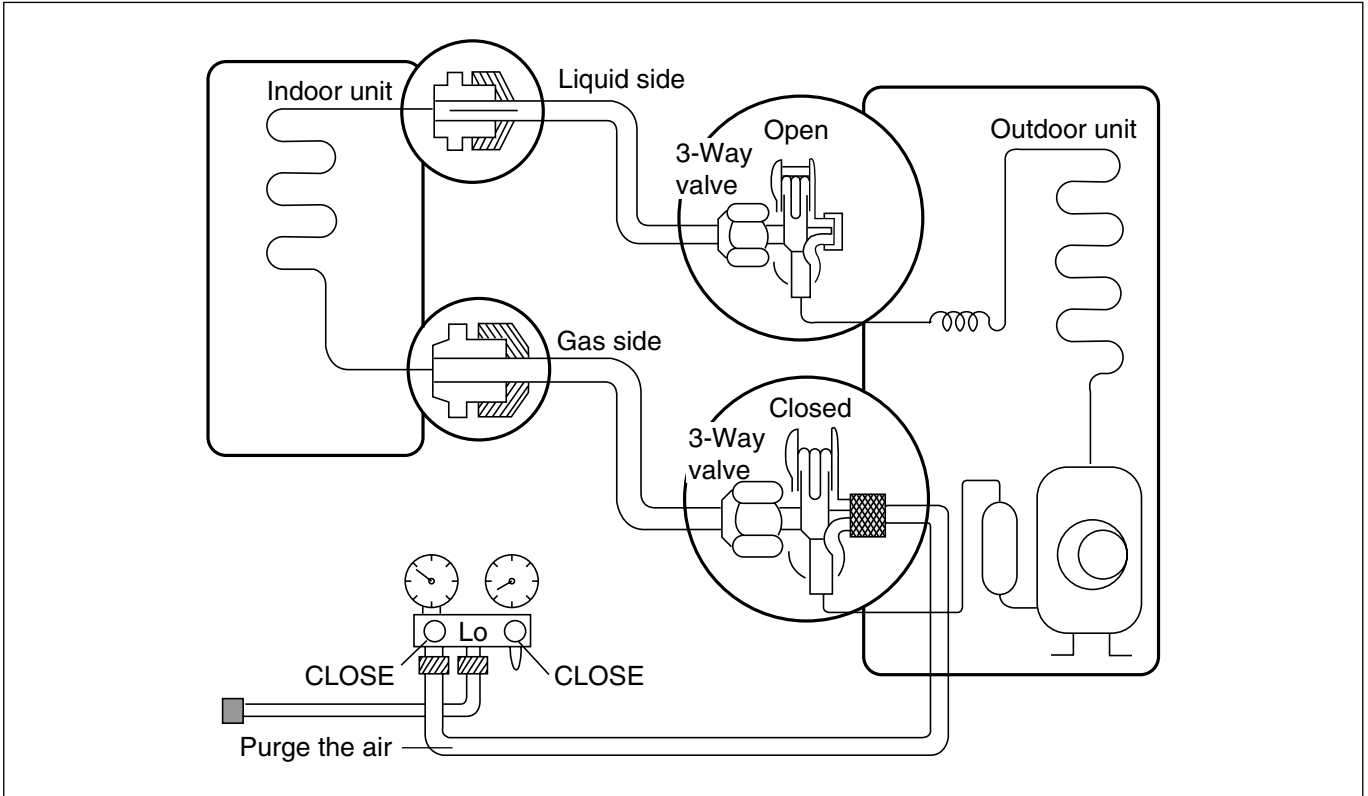 Indoor unit
Liquid side
Open
3-Way
valve
Outdoor unit
Gas side
Closed
3-Way
valve
Lo
CLOSE
CLOSE
Purge the air